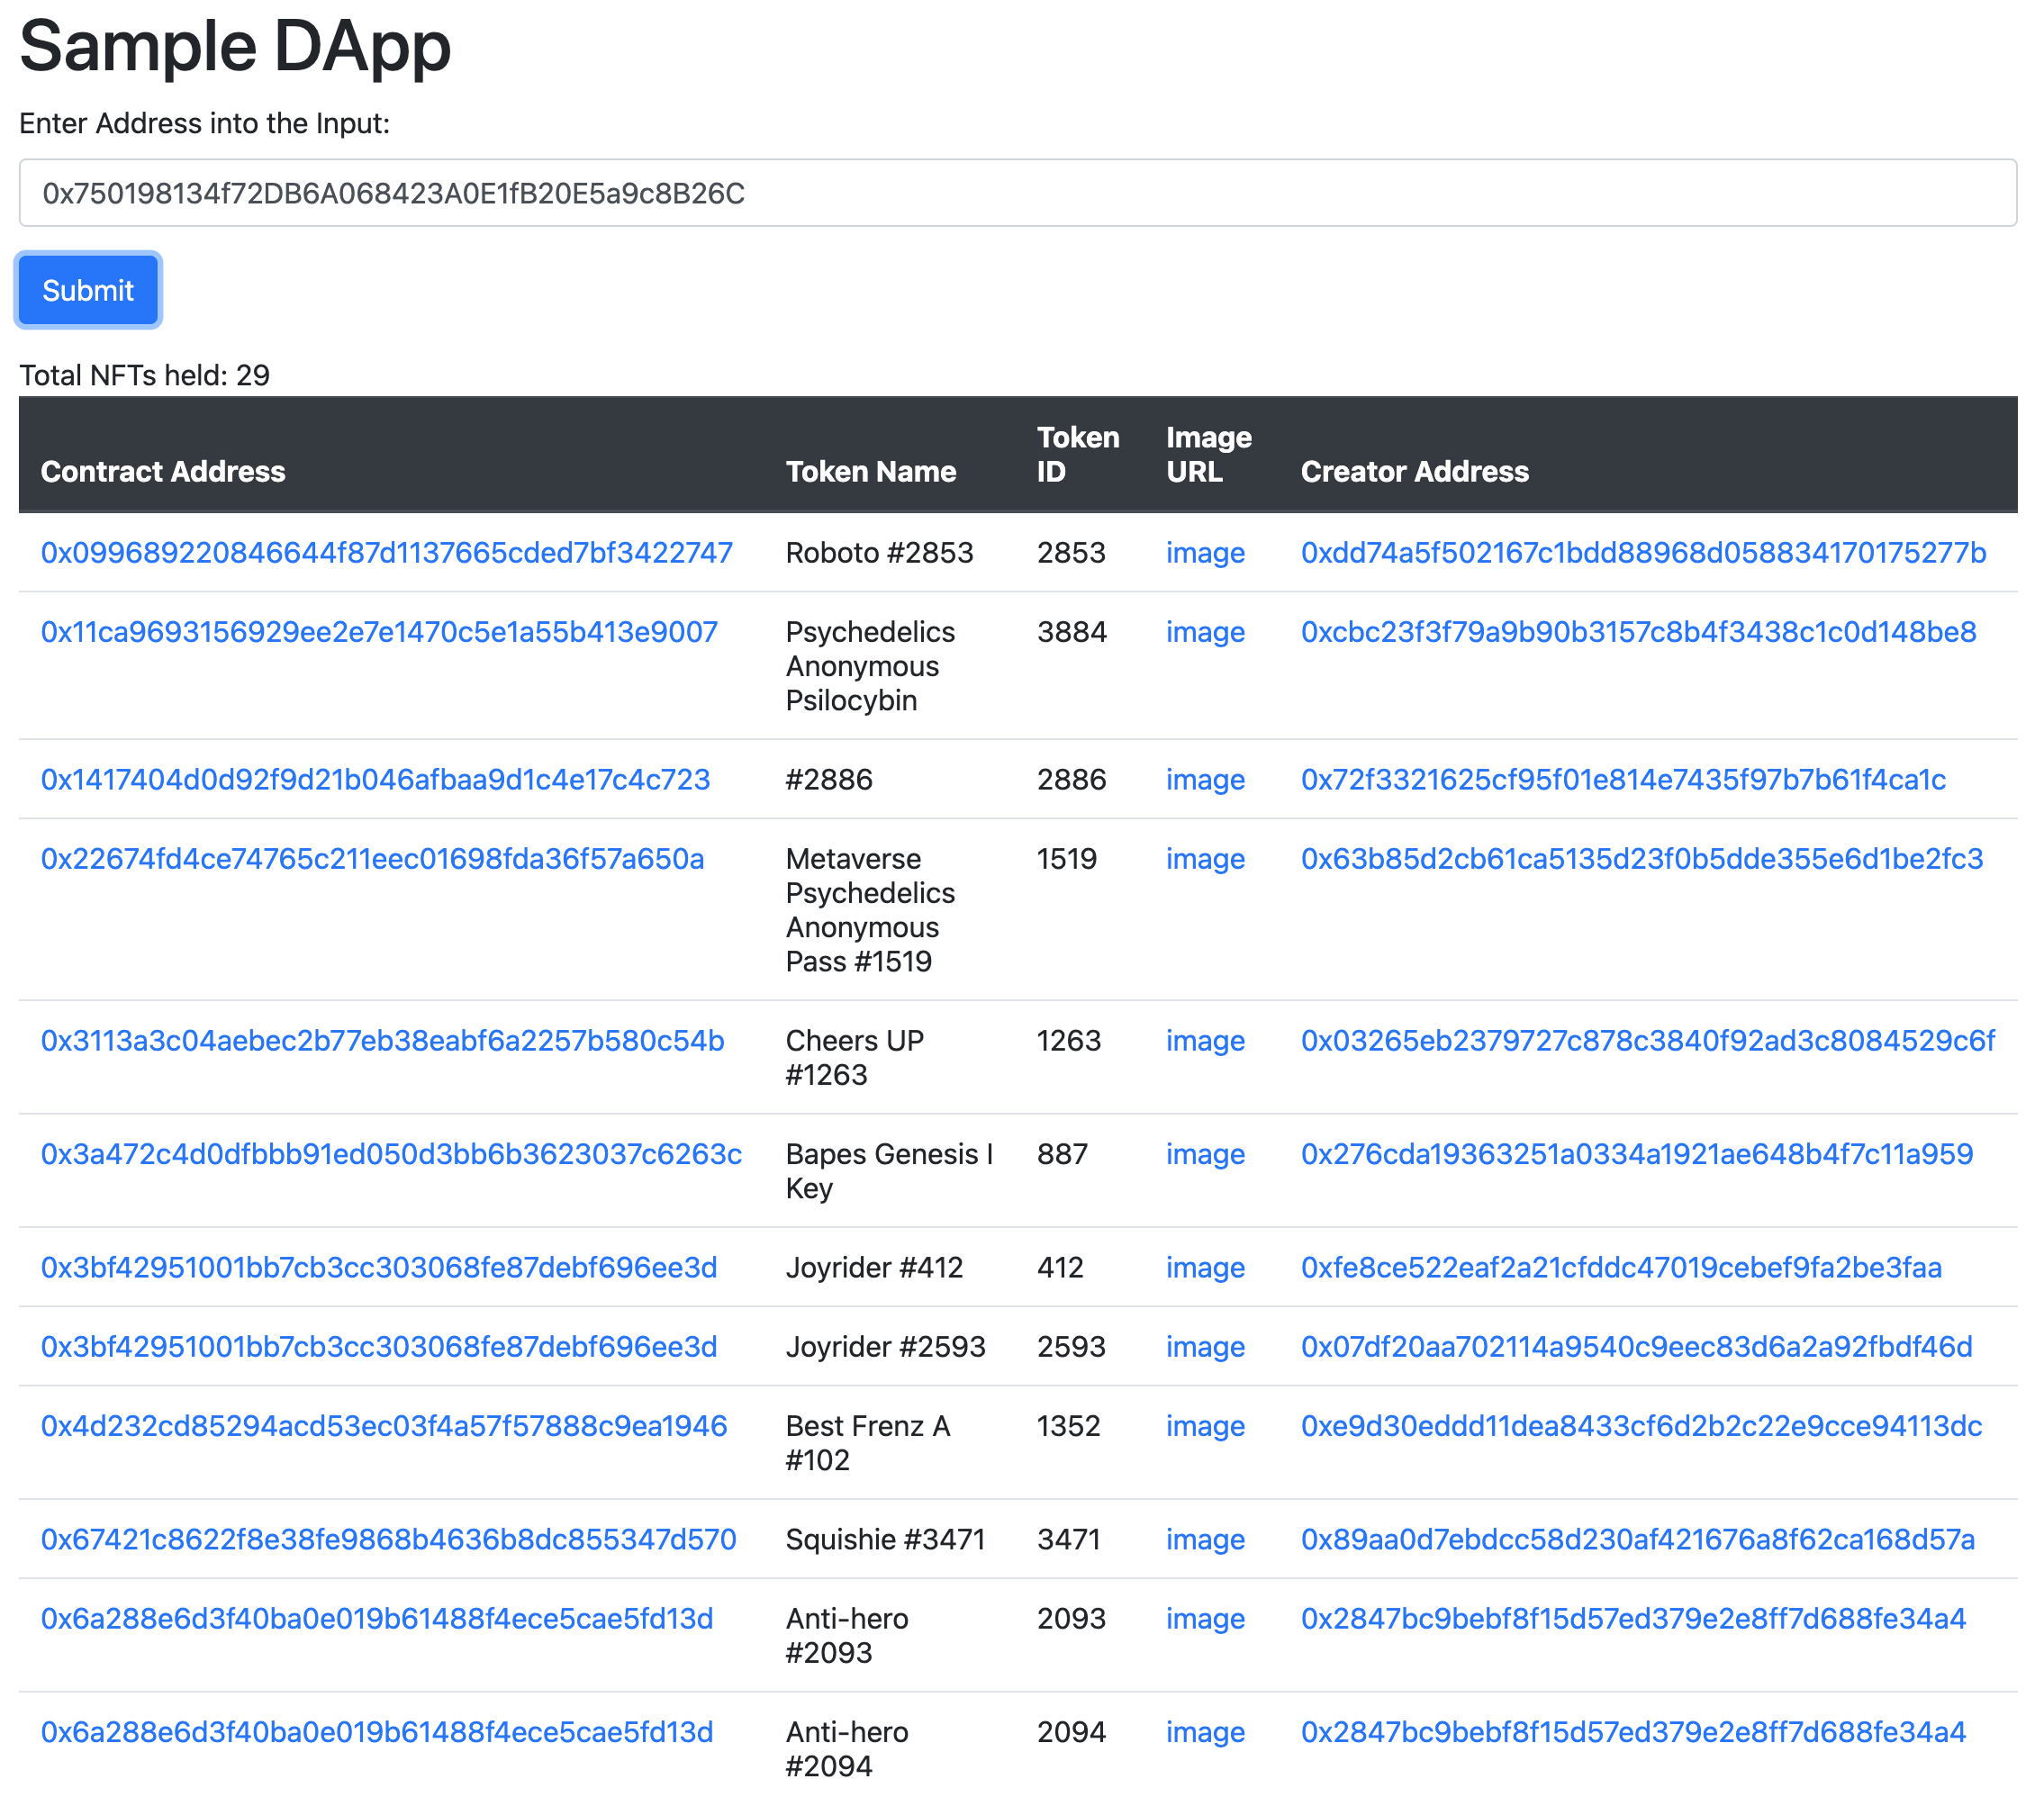 Sample DApp
Enter Address into the Input:
0x750198134f72DB6A068423A0E1fB20E5a9c8B26C
Submit
Total NFTs held: 29
Contract Address Token Name Token ID Image URL Creator Address
0x099689220846644f87d1137665cded7bf3422747 Roboto #2853 2853 image 0xdd74a5f502167c1bdd88968d058834170175277b
0x11ca9693156929ee2e7e1470c5e1a55b413e9007 Psychedelics 3884 image 0xcbc23f3f79a9b90b3157c8b4f3438c1c0d148be8
Anonymous
Psilocybin
0x1417404d0d92f9d21b046afbaa9d1c4e17c4c723 #2886 2886 image 0x72f3321625cf95f01e814e7435f97b7b61f4ca1c
0x22674fd4ce74765c211eec01698fda36f57a650a Metaverse 1519 image 0x63b85d2cb61ca5135d23f0b5dde355e6d1be2fc3
Psychedelics
Anonymous
Pass #1519
0x3113a3c04aebec2b77eb38eabf6a2257b580c54b Cheers UP 1263 image 0x03265eb2379727c878c3840f92ad3c8084529c6f
#1263
0x3a472c4d0dfbbb91ed050d3bb6b3623037c6263c Bapes Genesis I 887 image 0x276cda19363251a0334a1921ae648b4f7c11a959
Key
0x3bf42951001bb7cb3cc303068fe87debf696ee3d Joyrider #412 412 image 0xfe8ce522eaf2a21cfddc47019cebef9fa2be3faa
0x3bf42951001bb7cb3cc303068fe87debf696ee3d Joyrider #2593 2593 image 0x07df20aa702114a9540c9eec83d6a2a92fbdf46d
0x4d232cd85294acd53ec03f4a57f57888c9ea1946 Best Frenz A 1352 image 0xe9d30eddd11dea8433cf6d2b2c22e9cce94113dc
#102
0x67421c8622f8e38fe9868b4636b8dc855347d570 Squishie #3471 3471 image 0x89aa0d7ebdcc58d230af421676a8f62ca168d57a
0x6a288e6d3f40ba0e019b61488f4ece5cae5fd13d Anti-hero 2093 image 0x2847bc9bebf8f15d57ed379e2e8ff7d688fe34a4
#2093
0x6a288e6d3f40ba0e019b61488f4ece5cae5fd13d Anti-hero 2094 image 0x2847bc9bebf8f15d57ed379e2e8ff7d688fe34a4
#2094